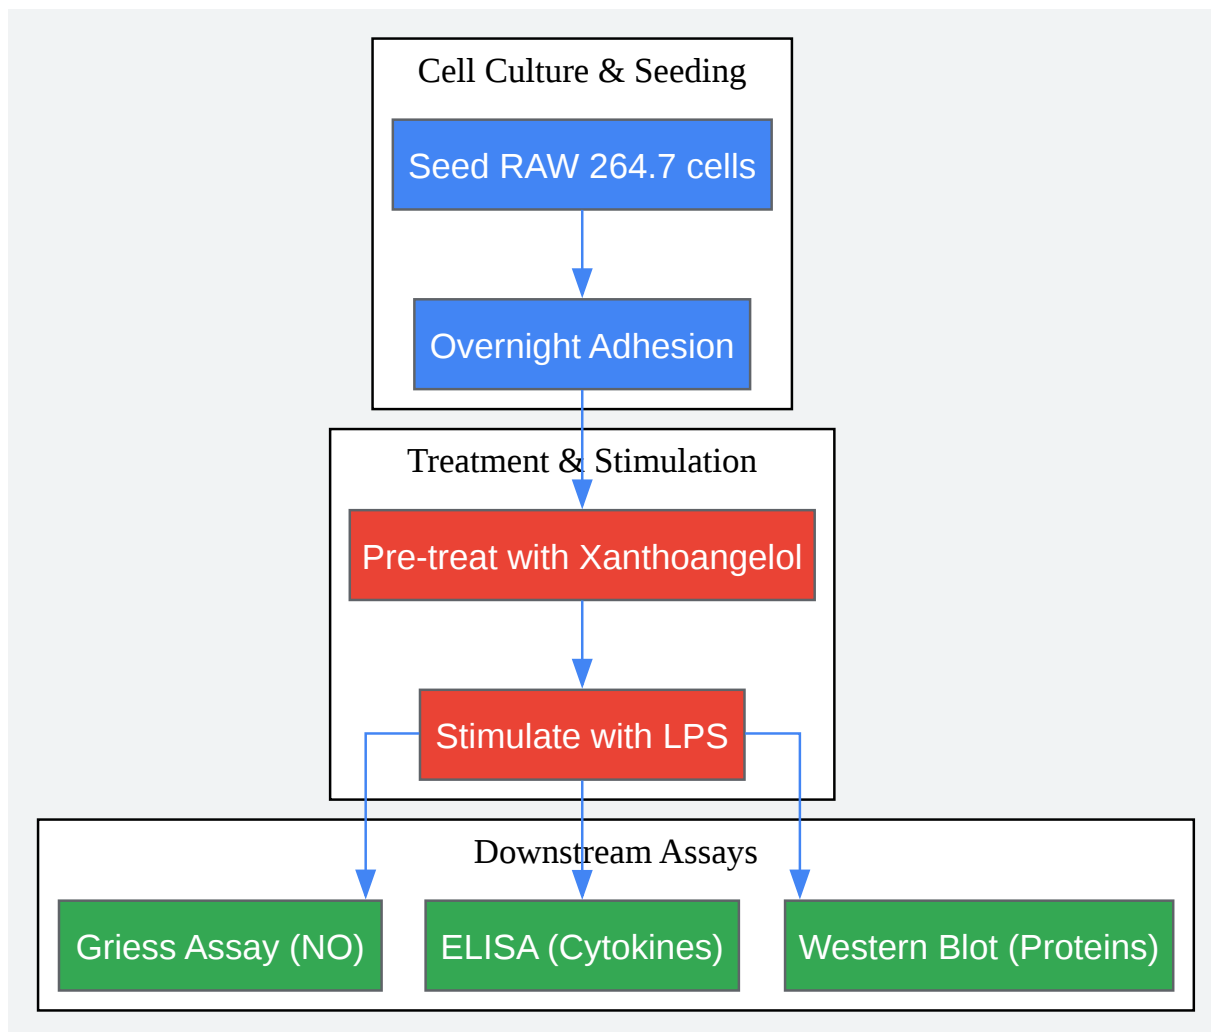 Cell Culture & Seeding
Seed RAW 264.7 cells
Overnight Adhesion
Treatment & Stimulation
Pre-treat with Xanthoangelol
Stimulate with LPS
Downstream Assays
Griess Assay (NO)
ELISA (Cytokines)
Western Blot (Proteins)